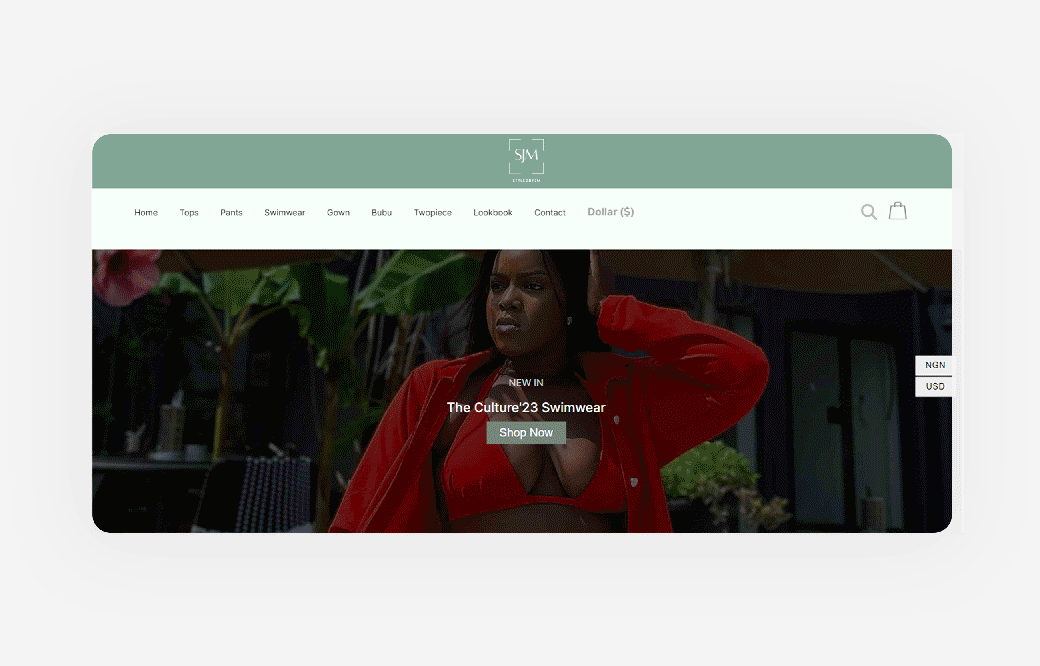 SJM
Home Tops Pants Swimwear Gown Bubu Twopiece Lookbook Contact Dollar ($)
NGN
USD
NEW IN
The Culture'23 Swimwear
Shop Now